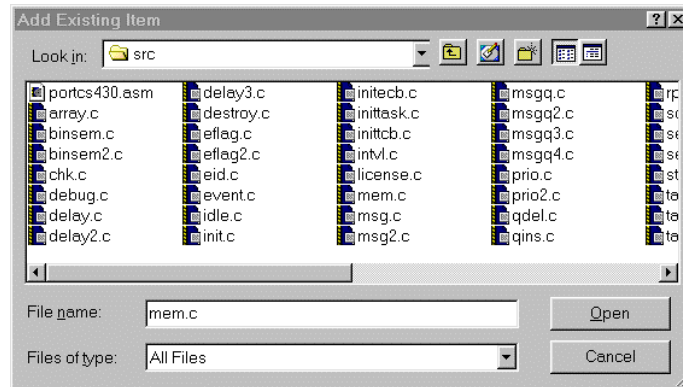 Add Existing Item
Look in: src
portcs430.asm
array.c
binsem.c
binsem2.c
chk.c
debug.c
delay.c
delay2.c
delay3.c
destroy.c
eflag.c
eflag2.c
eid.c
event.c
idle.c
init.c
initecb.c
inittask.c
inittcb.c
intvl.c
license.c
mem.c
msg.c
msg2.c
msgq.c
msgq2.c
msgq3.c
msgq4.c
prio.c
prio2.c
qdel.c
qins.c
File name: mem.c
Open
Files of type: All Files
Cancel